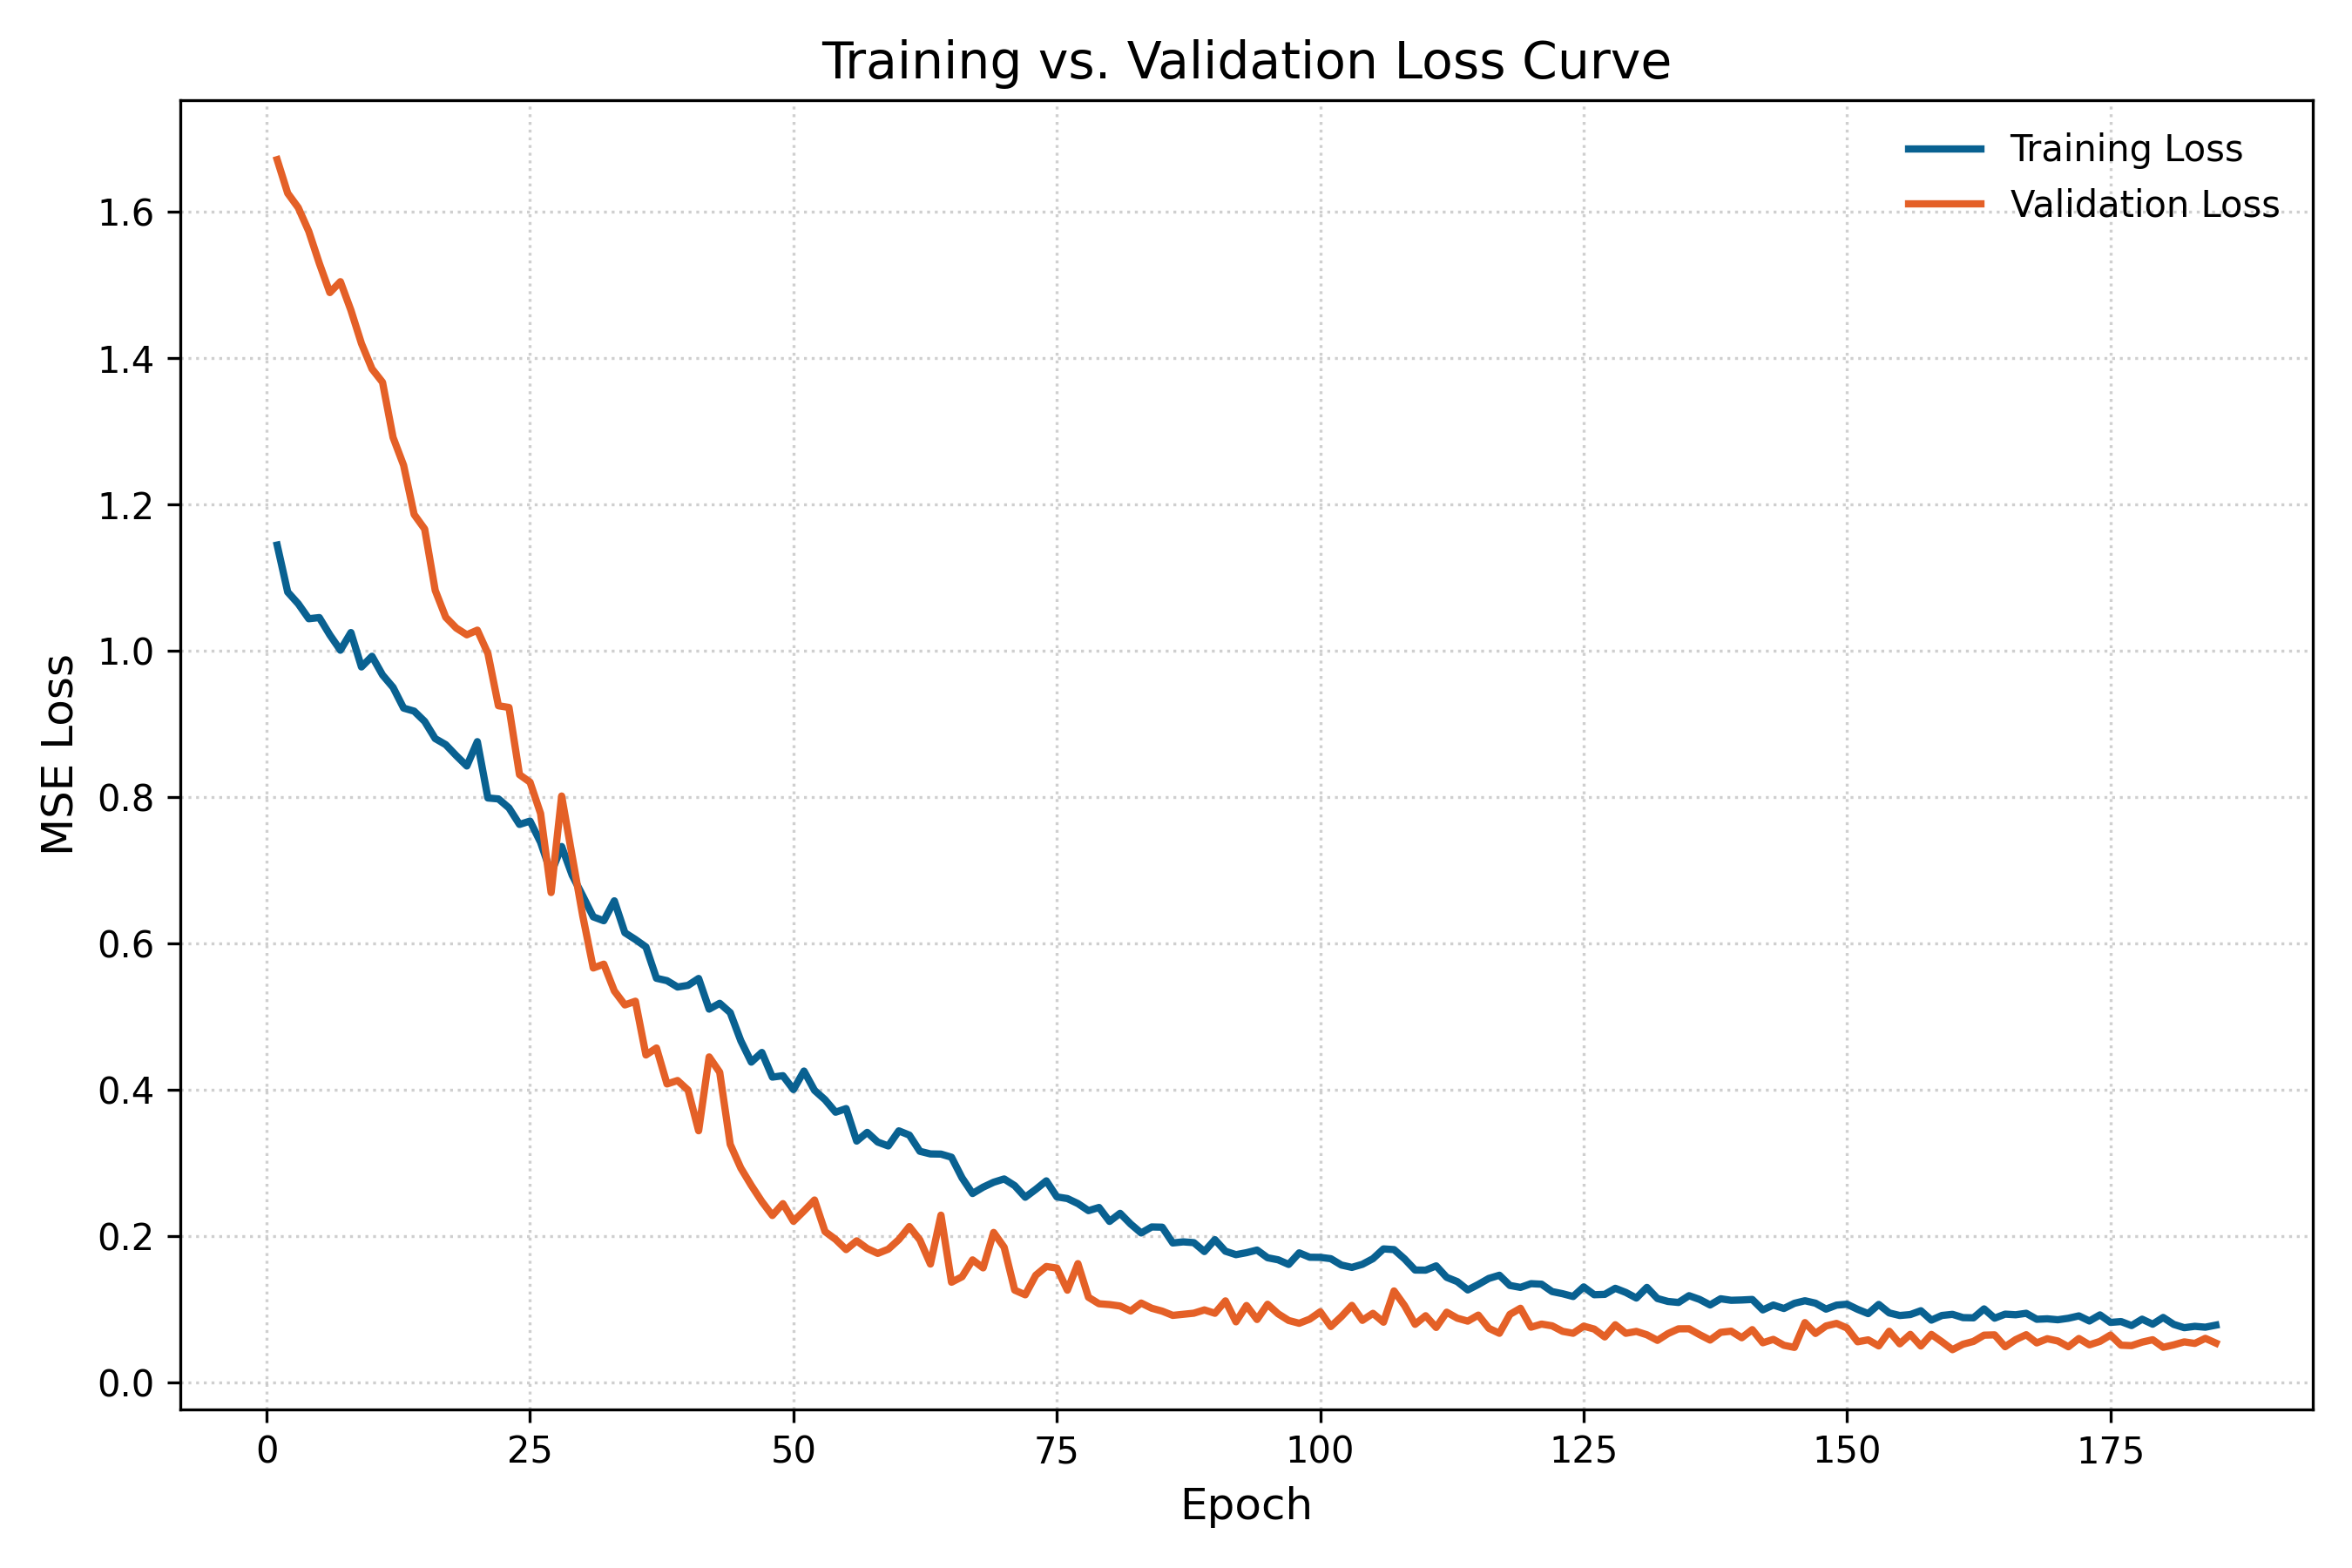 Training vs. Validation Loss Curve
Training Loss
Validation Loss
MSE Loss
1.6
1.4
1.2
1.0
0.8
0.6
0.4
0.2
0.0
0 25 50 75 100 125 150 175
Epoch